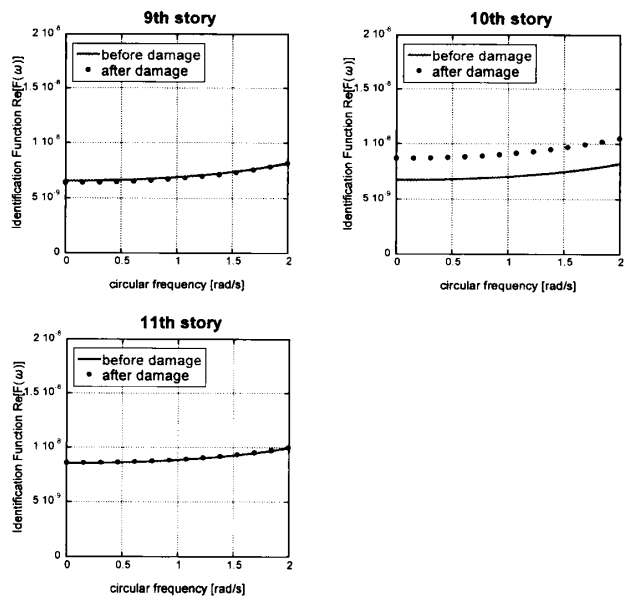 9th story
2 10⁻⁸
before damage
after damage
1.5 10⁻⁸
1 10⁻⁸
5 10⁻⁹
0
Identification Function Re[F(ω)]
0 0.5 1 1.5 2
circular frequency [rad/s]
10th story
2 10⁻⁸
before damage
after damage
1.5 10⁻⁸
1 10⁻⁸
5 10⁻⁹
0
Identification Function Re[F(ω)]
0 0.5 1 1.5 2
circular frequency [rad/s]
11th story
2 10⁻⁸
before damage
after damage
1.5 10⁻⁸
1 10⁻⁸
5 10⁻⁹
0
Identification Function Re[F(ω)]
0 0.5 1 1.5 2
circular frequency [rad/s]